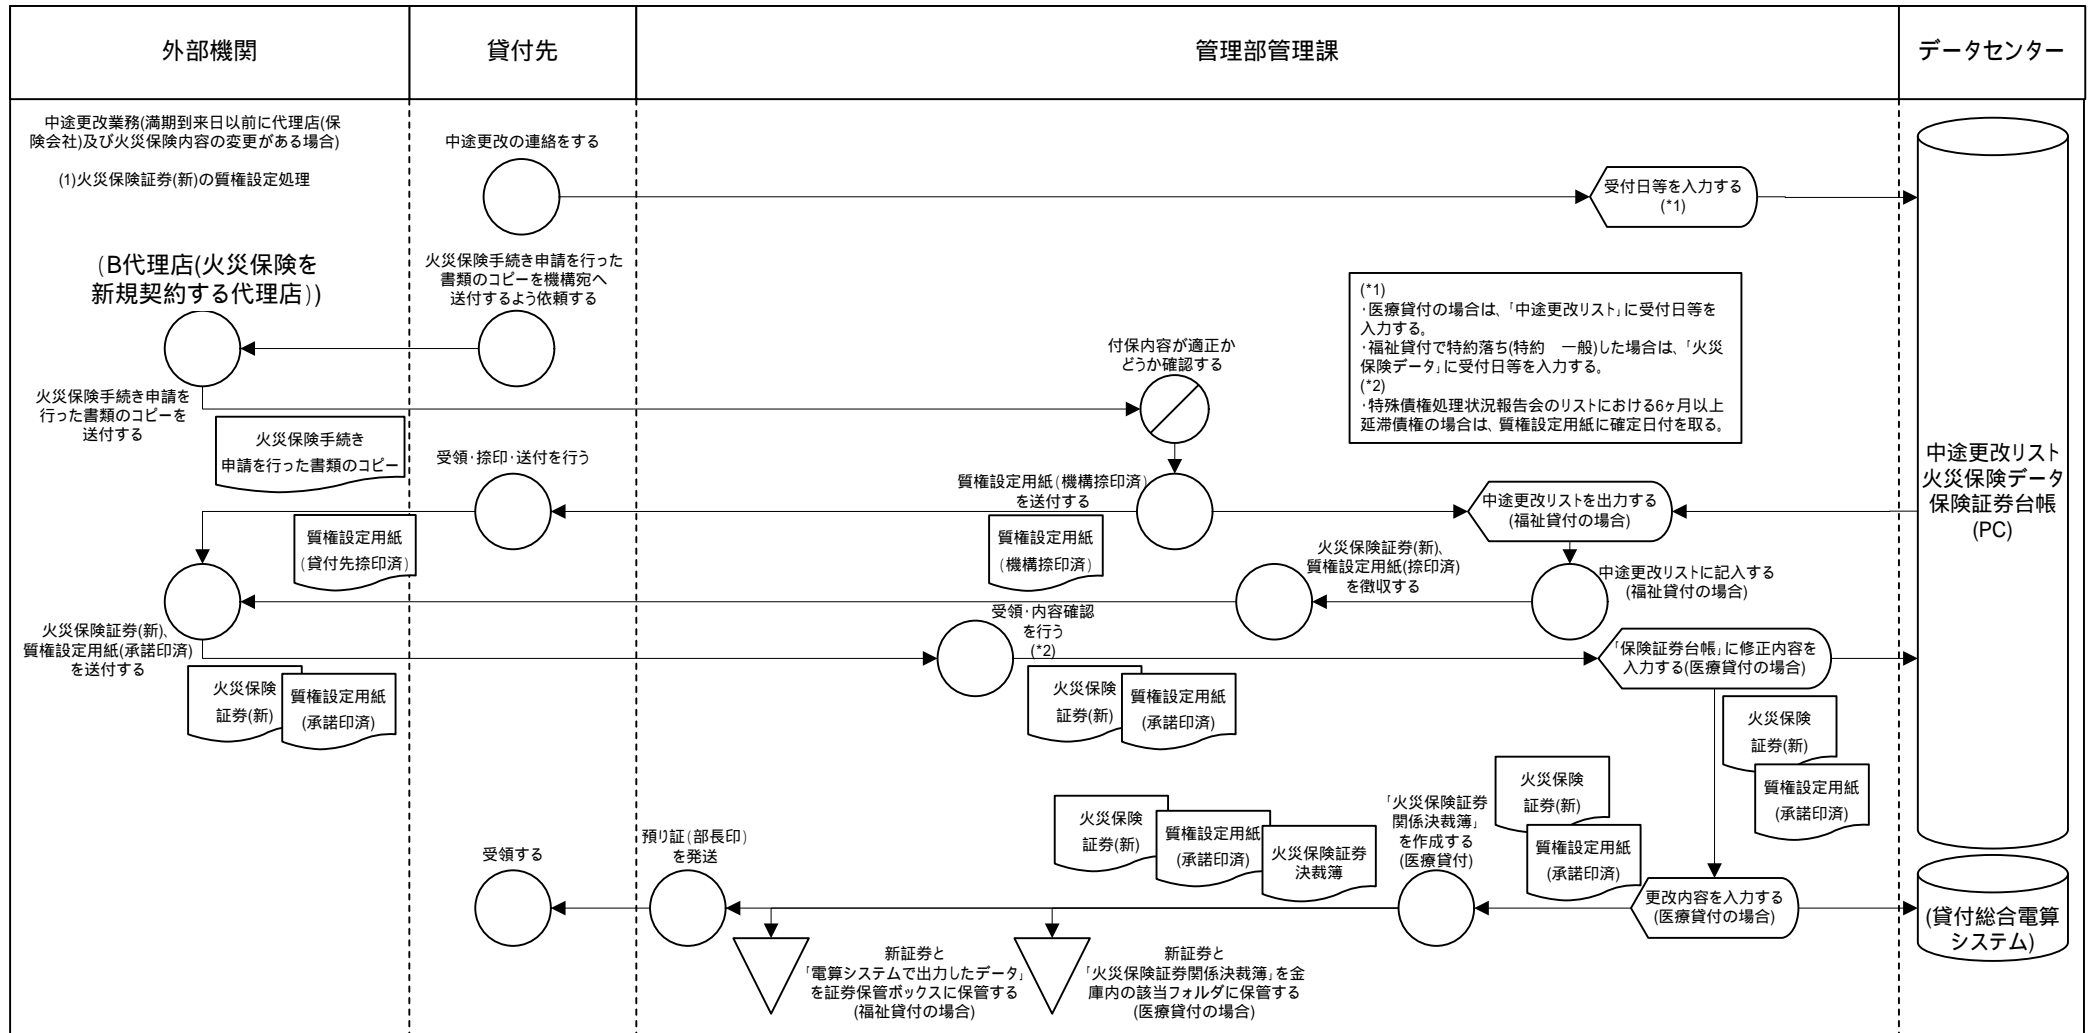 外部機関
貸付先
管理部管理課
データセンター
中途更改業務(満期到来日以前に代理店(保
険会社)及び火災保険内容の変更がある場合)
(1)火災保険証券(新)の質権設定処理
中途更改の連絡をする
受付日等を入力する
(*1)
(B代理店(火災保険を
新規契約する代理店))
火災保険手続き申請を行った
書類のコピーを機構宛へ
送付するよう依頼する
(*1)
・医療貸付の場合は、「中途更改リスト」に受付日等を
入力する。
・福祉貸付で特約落ち(特約　一般)した場合は、「火災
保険データ」に受付日等を入力する。
(*2)
・特殊債権処理状況報告会のリストにおける6ヶ月以上
延滞債権の場合は、質権設定用紙に確定日付を取る。
付保内容が適正か
どうか確認する
火災保険手続き申請を
行った書類のコピーを
送付する
火災保険手続き
申請を行った書類のコピー
受領・捺印・送付を行う
質権設定用紙(機構捺印済)
を送付する
中途更改リストを出力する
(福祉貸付の場合)
中途更改リスト
火災保険データ
保険証券台帳
(PC)
質権設定用紙
(貸付先捺印済)
質権設定用紙
(機構捺印済)
火災保険証券(新)、
質権設定用紙(捺印済)
を徴収する
中途更改リストに記入する
(福祉貸付の場合)
火災保険証券(新)、
質権設定用紙(承諾印済)
を送付する
受領・内容確認
を行う
(*2)
「保険証券台帳」に修正内容を
入力する(医療貸付の場合)
火災保険
証券(新)
質権設定用紙
(承諾印済)
火災保険
証券(新)
質権設定用紙
(承諾印済)
火災保険
証券(新)
質権設定用紙
(承諾印済)
火災保険
証券(新)
質権設定用紙
(承諾印済)
火災保険証券
決裁簿
「火災保険証券
関係決裁簿」
を作成する
(医療貸付)
火災保険
証券(新)
質権設定用紙
(承諾印済)
受領する
預り証(部長印)
を発送
更改内容を入力する
(医療貸付の場合)
(貸付総合電算
システム)
新証券と
「電算システムで出力したデータ」
を証券保管ボックスに保管する
(福祉貸付の場合)
新証券と
「火災保険証券関係決裁簿」を金
庫内の該当フォルダに保管する
(医療貸付の場合)